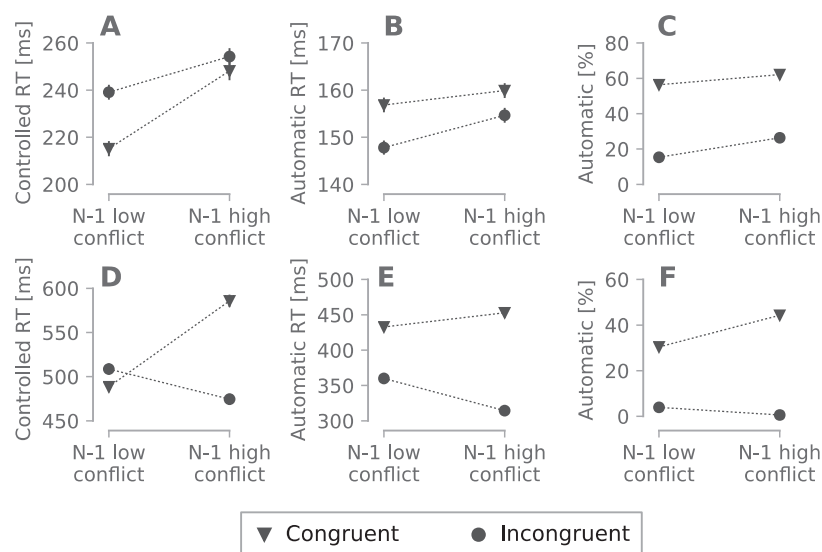 A
Controlled RT [ms]
260
240
220
200
N-1 low conflict
N-1 high conflict
B
Automatic RT [ms]
170
160
150
140
N-1 low conflict
N-1 high conflict
C
Automatic [%]
80
60
40
20
0
N-1 low conflict
N-1 high conflict
D
Controlled RT [ms]
600
550
500
450
N-1 low conflict
N-1 high conflict
E
Automatic RT [ms]
500
450
400
350
300
N-1 low conflict
N-1 high conflict
F
Automatic [%]
60
40
20
0
N-1 low conflict
N-1 high conflict
Congruent
Incongruent